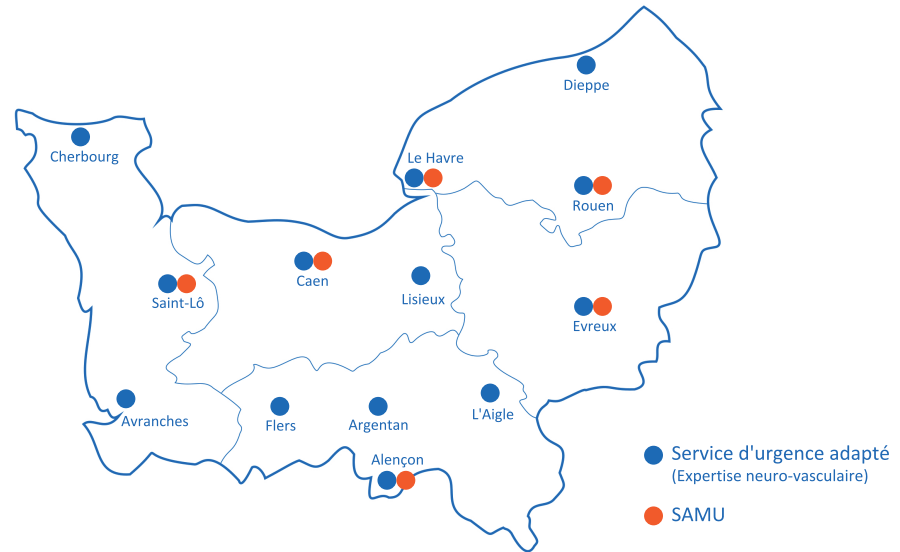 Dieppe
Cherbourg
Le Havre
Rouen
Caen
Lisieux
Saint-Lô
Evreux
Avranches
Flers
Argentan
L'Aigle
Alençon
Service d'urgence adapté
(Expertise neuro-vasculaire)
SAMU